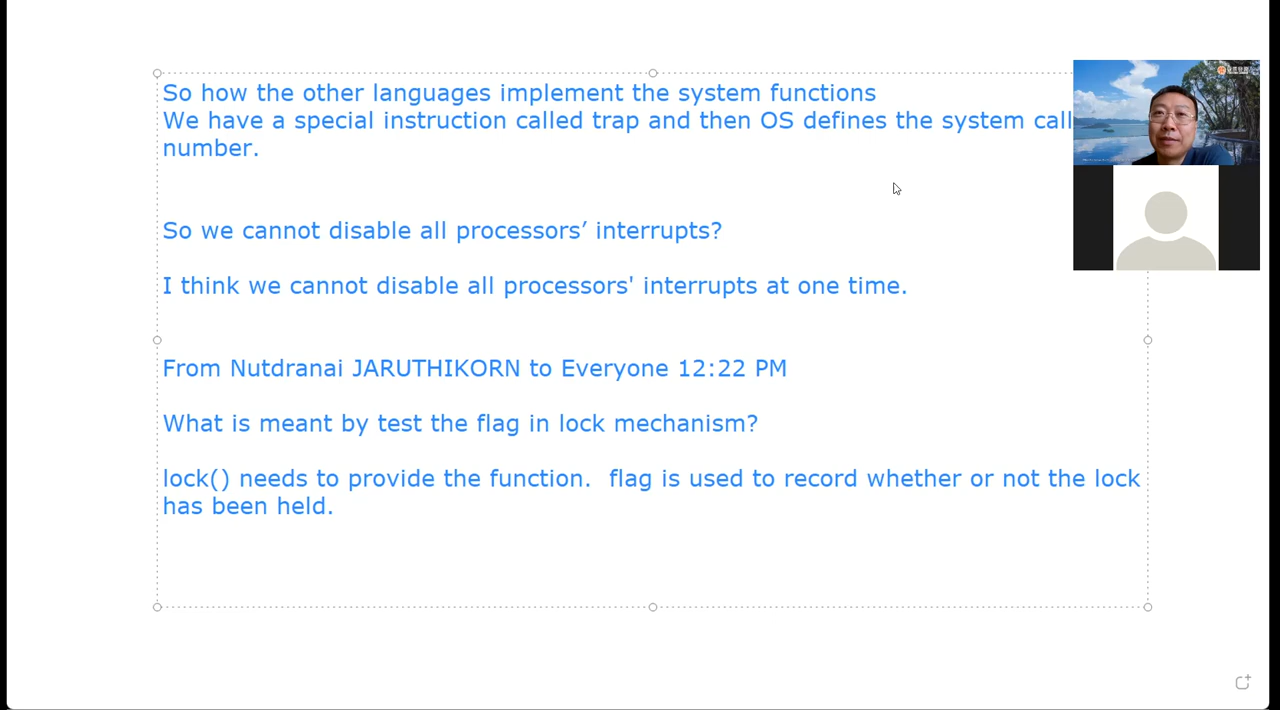 So how the other languages implement the system functions
We have a special instruction called trap and then OS defines the system call
number.
So we cannot disable all processors’ interrupts?
I think we cannot disable all processors' interrupts at one time.
From Nutdranai JARUTHIKORN to Everyone 12:22 PM
What is meant by test the flag in lock mechanism?
lock() needs to provide the function.  flag is used to record whether or not the lock
has been held.